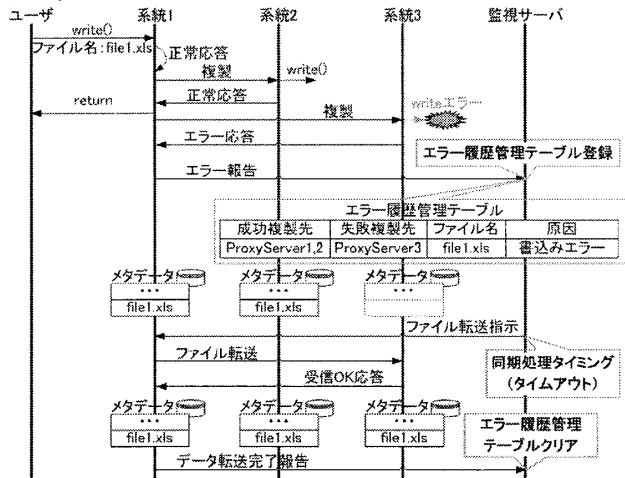 ユーザ 系統1 系統2 系統3 監視サーバ
write()
ファイル名:file1.xls
正常応答
複製 write()
正常応答
return
複製 writeエラー
エラー応答
エラー履歴管理テーブル登録
エラー報告
エラー履歴管理テーブル
成功複製先 失敗複製先 ファイル名 原因
ProxyServer1,2 ProxyServer3 file1.xls 書込みエラー
メタデータ メタデータ メタデータ
... ... ...
file1.xls file1.xls
ファイル転送指示
ファイル転送
同期処理タイミング
(タイムアウト)
受信OK応答
メタデータ メタデータ メタデータ
... ... ...
file1.xls file1.xls file1.xls
エラー履歴管理
テーブルクリア
データ転送完了報告